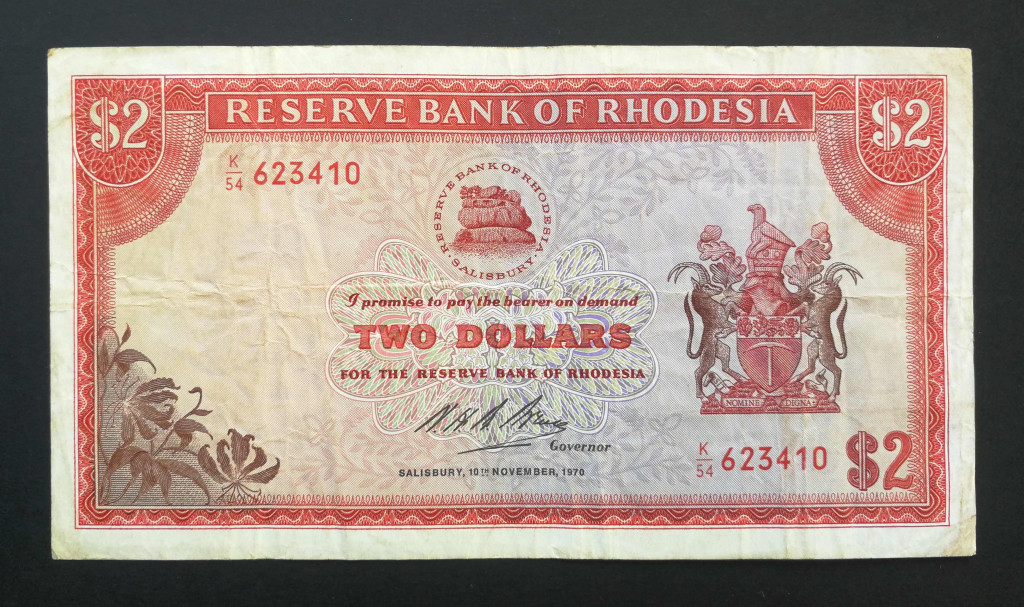 $2 RESERVE BANK OF RHODESIA $2
K/54 623410
RESERVE BANK OF RHODESIA
· SALISBURY ·
I promise to pay the bearer on demand
TWO DOLLARS
FOR THE RESERVE BANK OF RHODESIA
NOMINE DIGNA
Governor
K/54 623410 $2
SALISBURY, 10TH NOVEMBER, 1970